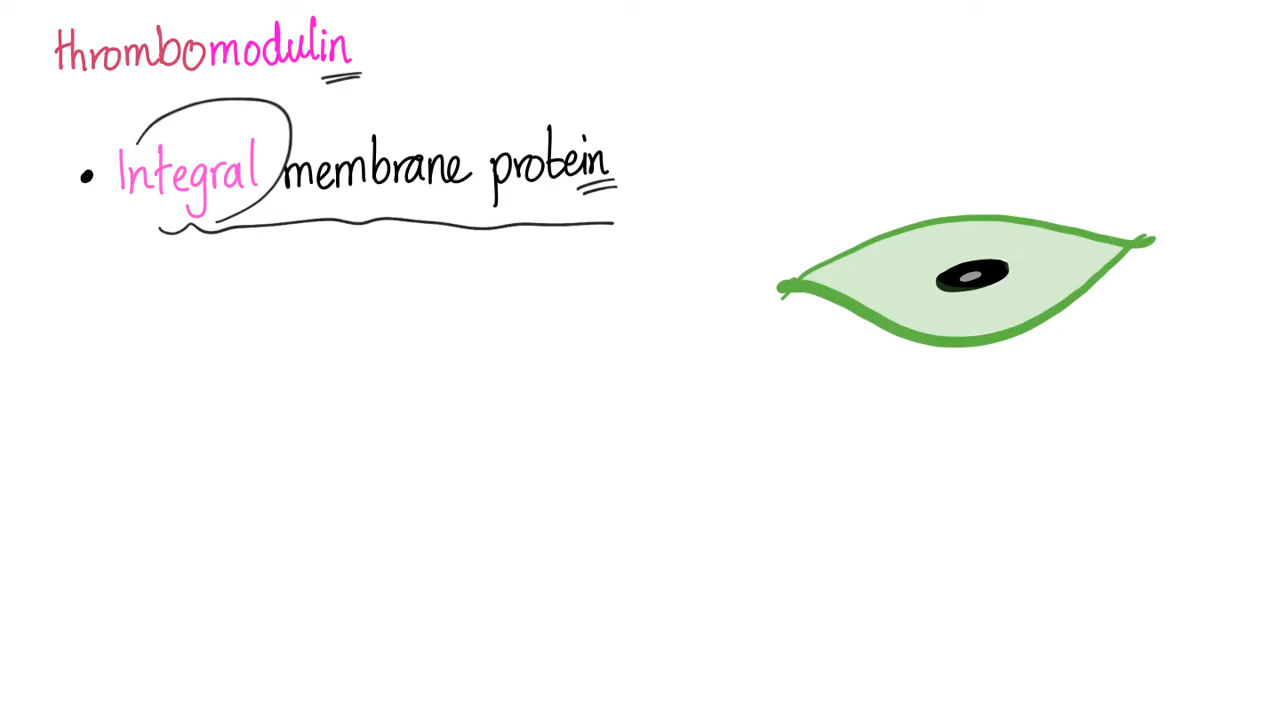 thrombomodulin
• Integral membrane protein